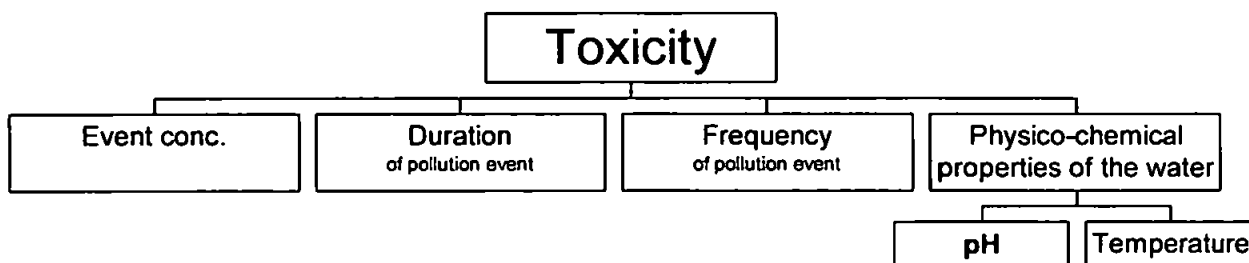 Toxicity
Event conc.
Duration
of pollution event
Frequency
of pollution event
Physico-chemical
properties of the water
pH
Temperature